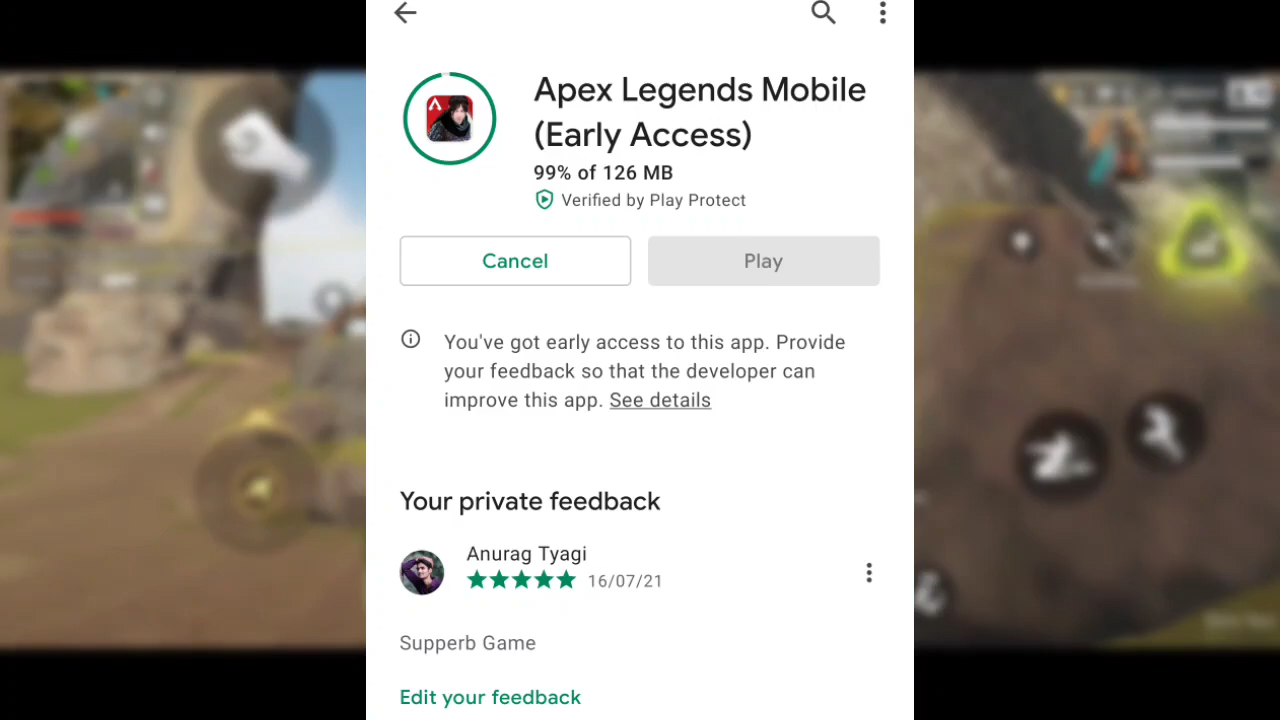 Apex Legends Mobile
(Early Access)
99% of 126 MB
Verified by Play Protect
Cancel
Play
You've got early access to this app. Provide
your feedback so that the developer can
improve this app. See details
Your private feedback
Anurag Tyagi
16/07/21
Supperb Game
Edit your feedback